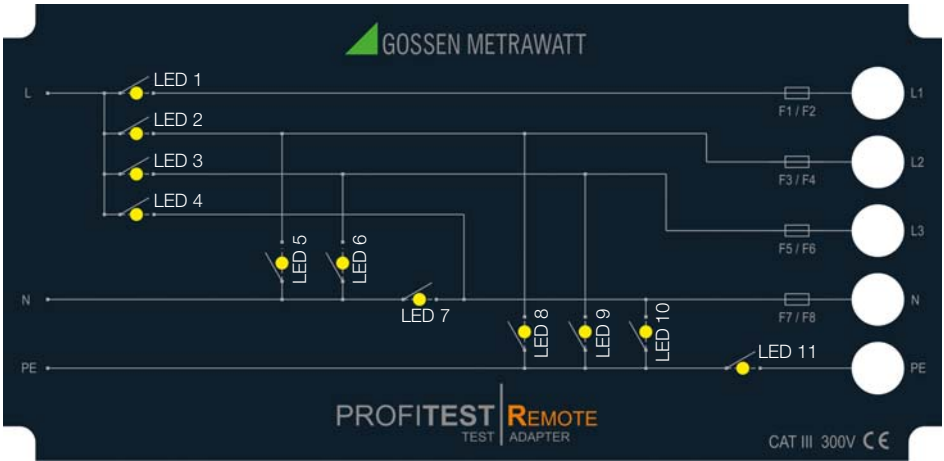 GOSSEN METRAWATT
L
LED 1
F1 / F2
L1
LED 2
F3 / F4
L2
LED 3
LED 4
F5 / F6
L3
LED 5
LED 6
N
LED 7
F7 / F8
N
LED 8
LED 9
LED 10
LED 11
PE
PE
PROFITEST REMOTE
TEST ADAPTER
CAT III 300V CE